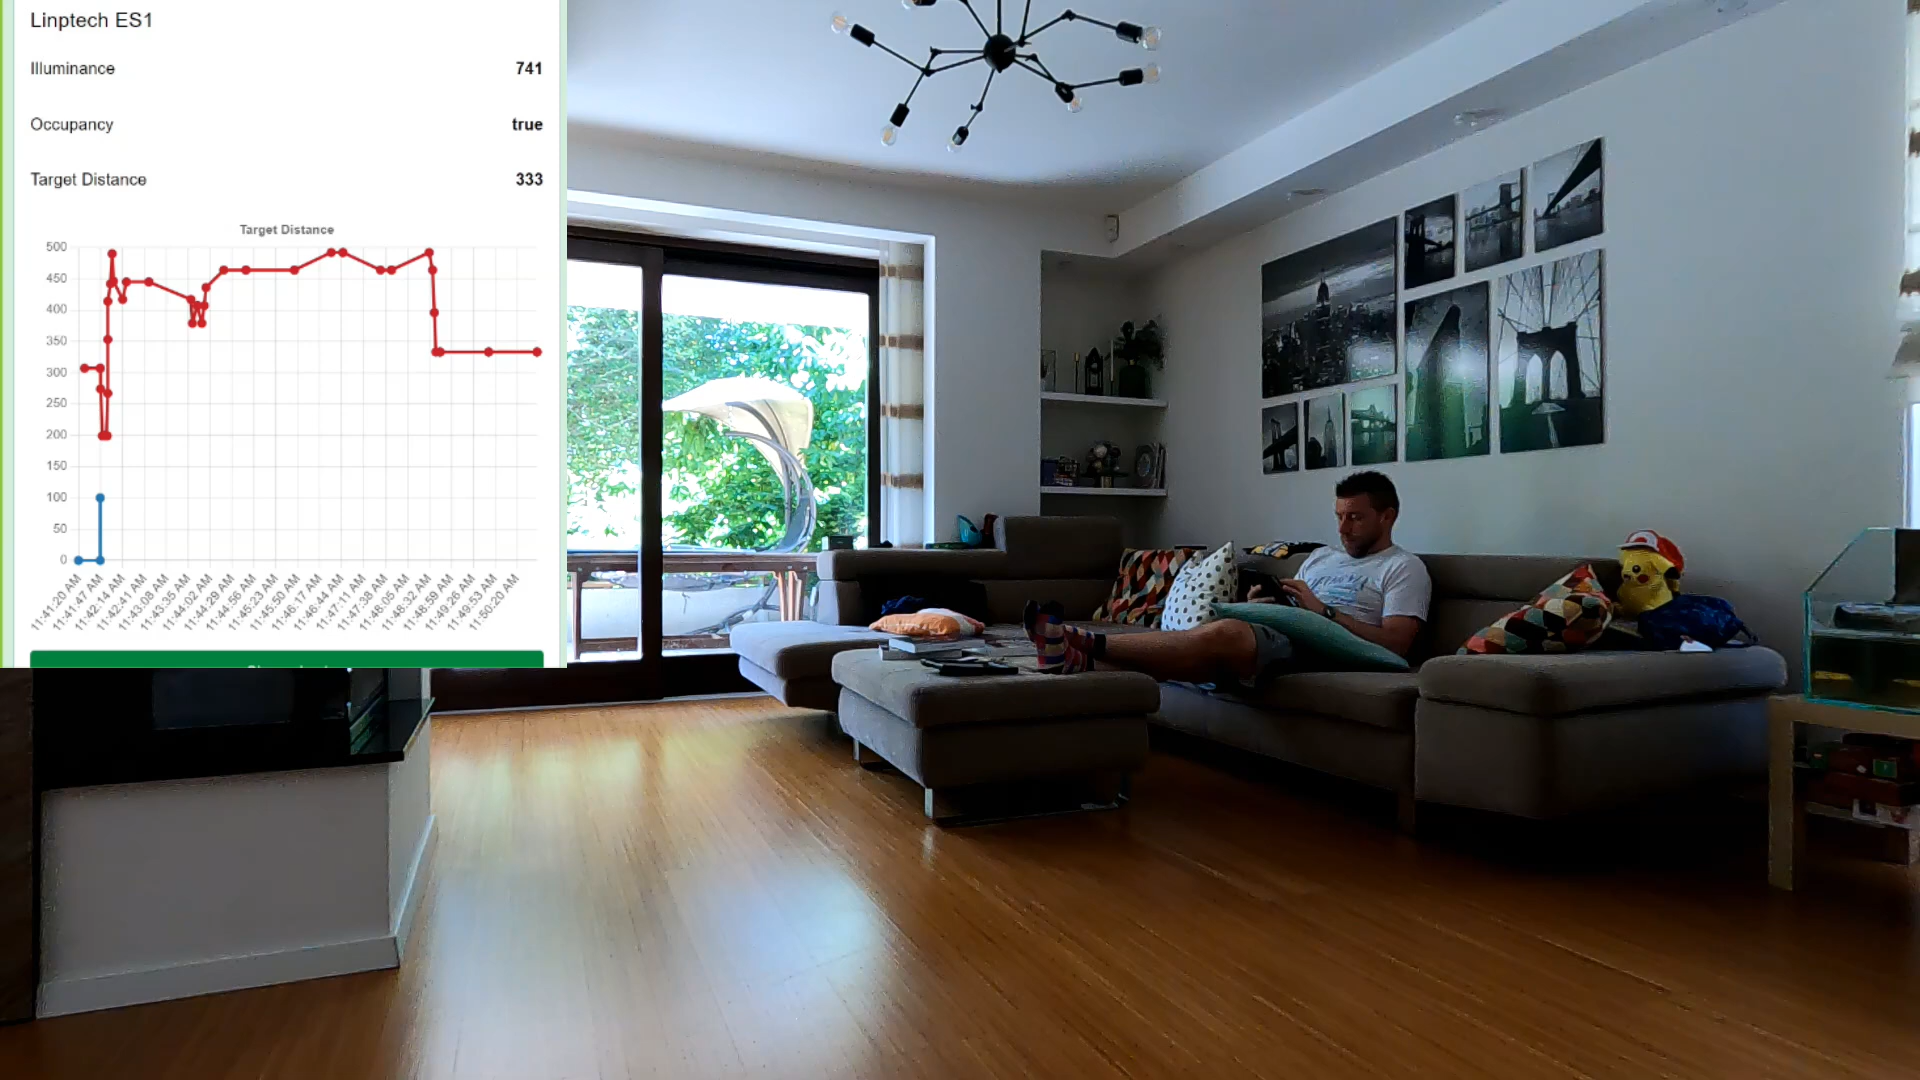 Linptech ES1
Illuminance 741
Occupancy true
Target Distance 333
Target Distance
500
450
400
350
300
250
200
150
100
50
0
11:41:20 AM
11:41:47 AM
11:42:14 AM
11:42:41 AM
11:43:08 AM
11:43:35 AM
11:44:02 AM
11:44:29 AM
11:44:56 AM
11:45:23 AM
11:45:50 AM
11:46:17 AM
11:46:44 AM
11:47:11 AM
11:47:38 AM
11:48:05 AM
11:48:32 AM
11:48:59 AM
11:49:26 AM
11:49:53 AM
11:50:20 AM